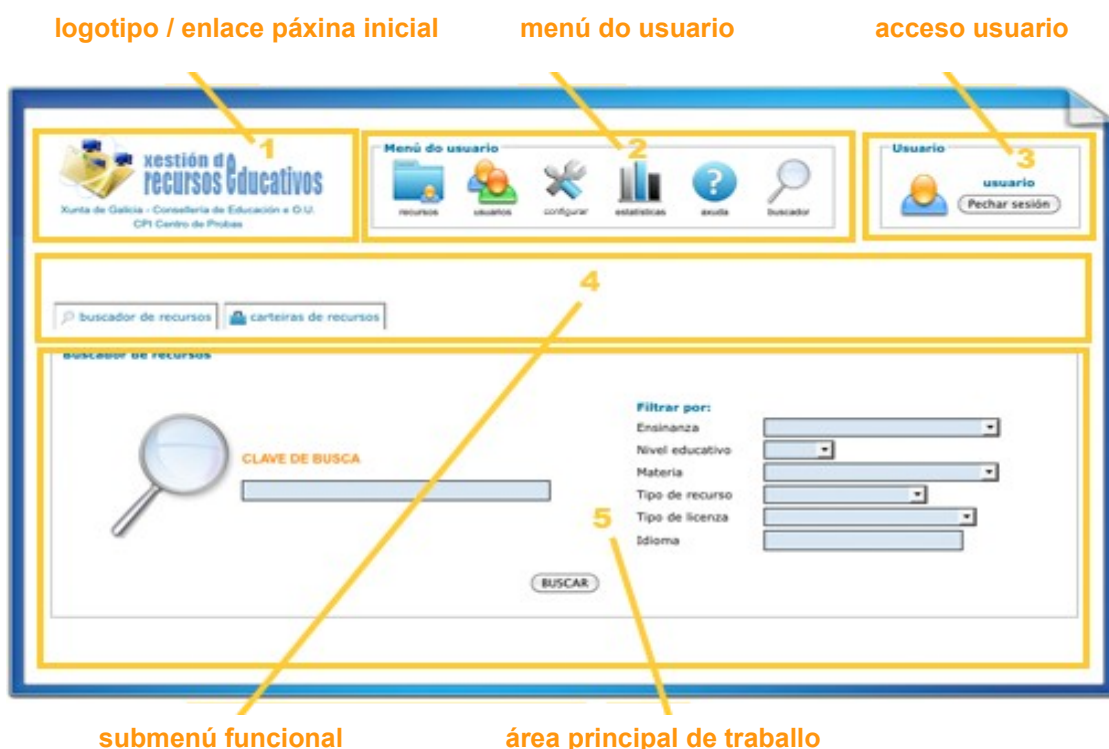 logotipo / enlace páxina inicial
menú do usuario
acceso usuario
1
xestión de
recursos educativos
Xunta de Galicia - Consellería de Educación e O.U.
CPI Centro de Probas
Menú do usuario
2
recursos
usuarios
configurar
estatísticas
axuda
buscador
Usuario
3
usuario
Pechar sesión
4
buscador de recursos
carteiras de recursos
Buscador de recursos
CLAVE DE BUSCA
Filtrar por:
Ensinanza
Nivel educativo
Materia
Tipo de recurso
Tipo de licenza
Idioma
5
BUSCAR
submenú funcional
área principal de traballo